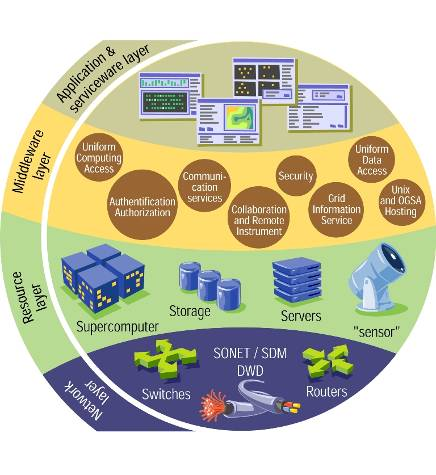 Application &
serviceware layer
Middleware
layer
Uniform
Computing
Access
Authentification
Authorization
Communi-
cation
services
Collaboration
and Remote
Instrument
Security
Grid
Information
Service
Uniform
Data
Access
Unix
and OGSA
Hosting
Resource
layer
Supercomputer
Storage
Servers
"sensor"
Network
layer
SONET / SDM
DWD
Switches
Routers